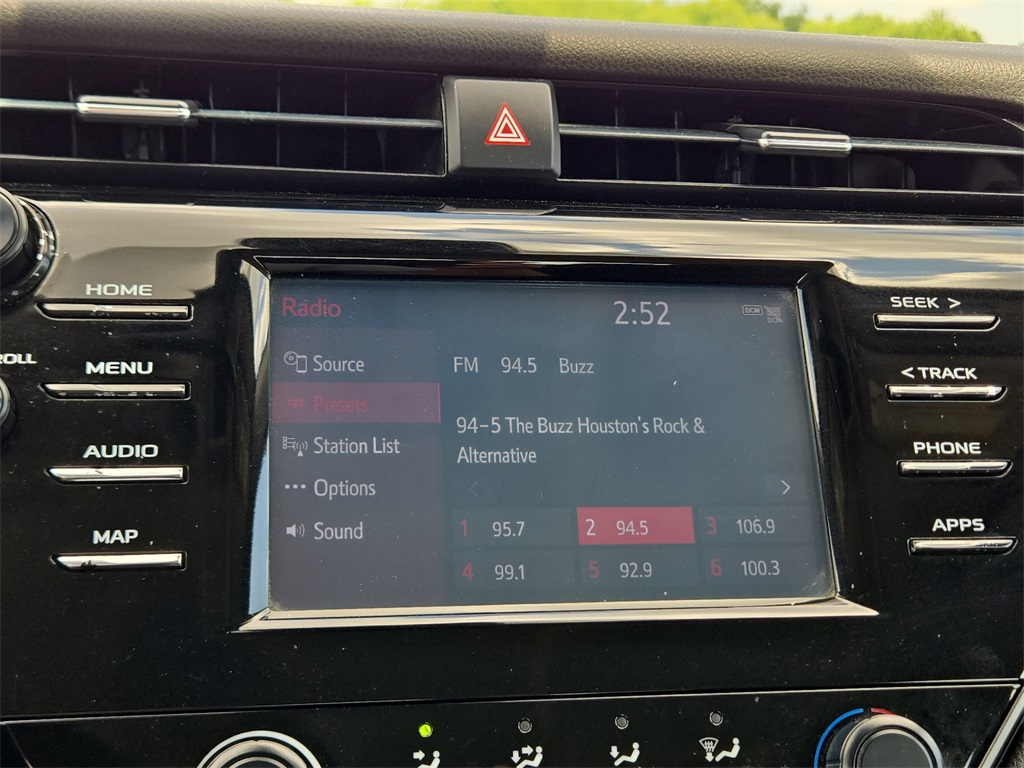 HOME
SEEK >
ROLL
MENU
< TRACK
AUDIO
PHONE
MAP
APPS
Radio
2:52
DCM
Source
FM 94.5 Buzz
Presets
94-5 The Buzz Houston's Rock &
Alternative
Station List
Options
Sound
1 95.7
2 94.5
3 106.9
4 99.1
5 92.9
6 100.3